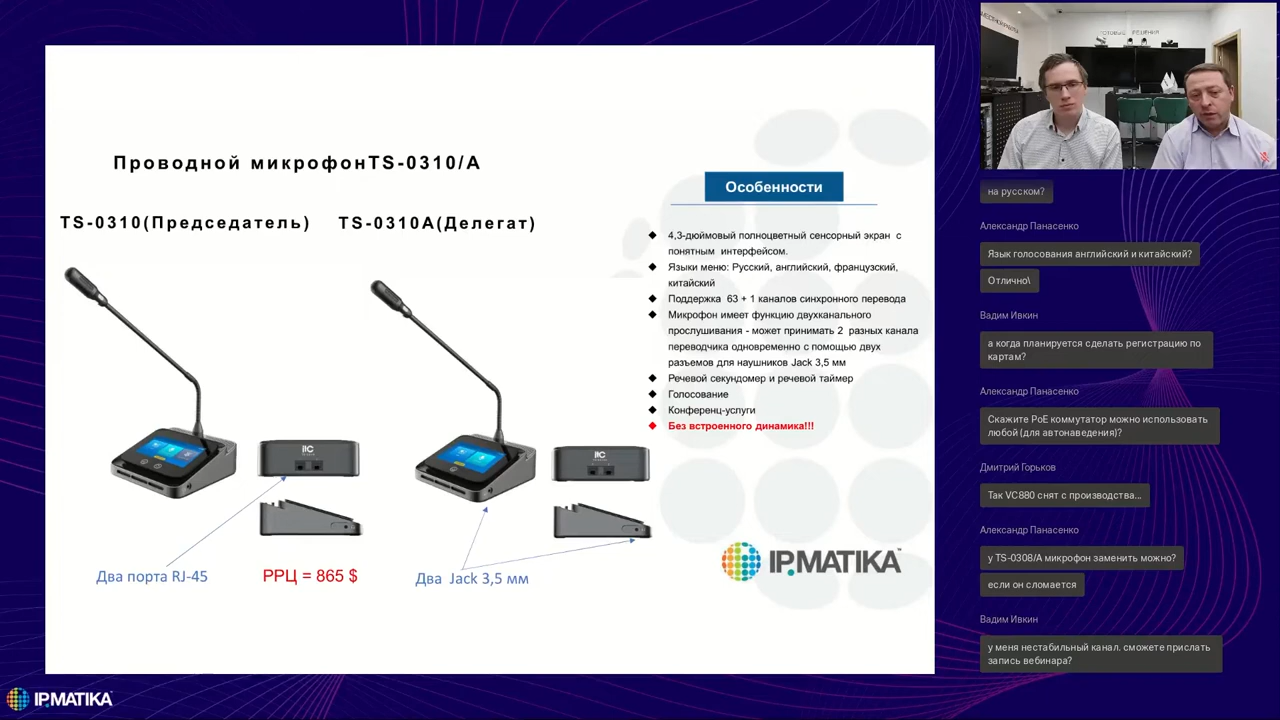 Проводной микрофонTS-0310/A
TS-0310(Председатель)
TS-0310A(Делегат)
ITC
Два порта RJ-45
РРЦ = 865 $
Два Jack 3,5 мм
Особенности
4,3-дюймовый полноцветный сенсорный экран с
понятным интерфейсом.
Языки меню: Русский, английский, французский,
китайский
Поддержка 63 + 1 каналов синхронного перевода
Микрофон имеет функцию двухканального
прослушивания - может принимать 2 разных канала
переводчика одновременно с помощью двух
разъемов для наушников Jack 3,5 мм
Речевой секундомер и речевой таймер
Голосование
Конференц-услуги
Без встроенного динамика!!!
IPMATIKA™
IPMATIKA™
ГОТОВЫЕ РЕШЕНИЯ
на русском?
Александр Панасенко
Язык голосования английский и китайский?
Отлично\
Вадим Ивкин
а когда планируется сделать регистрацию по
картам?
Александр Панасенко
Скажите PoE коммутатор можно использовать
любой (для автонаведения)?
Дмитрий Горьков
Так VC880 снят с производства...
Александр Панасенко
у TS-0308/A микрофон заменить можно?
если он сломается
Вадим Ивкин
у меня нестабильный канал. сможете прислать
запись вебинара?